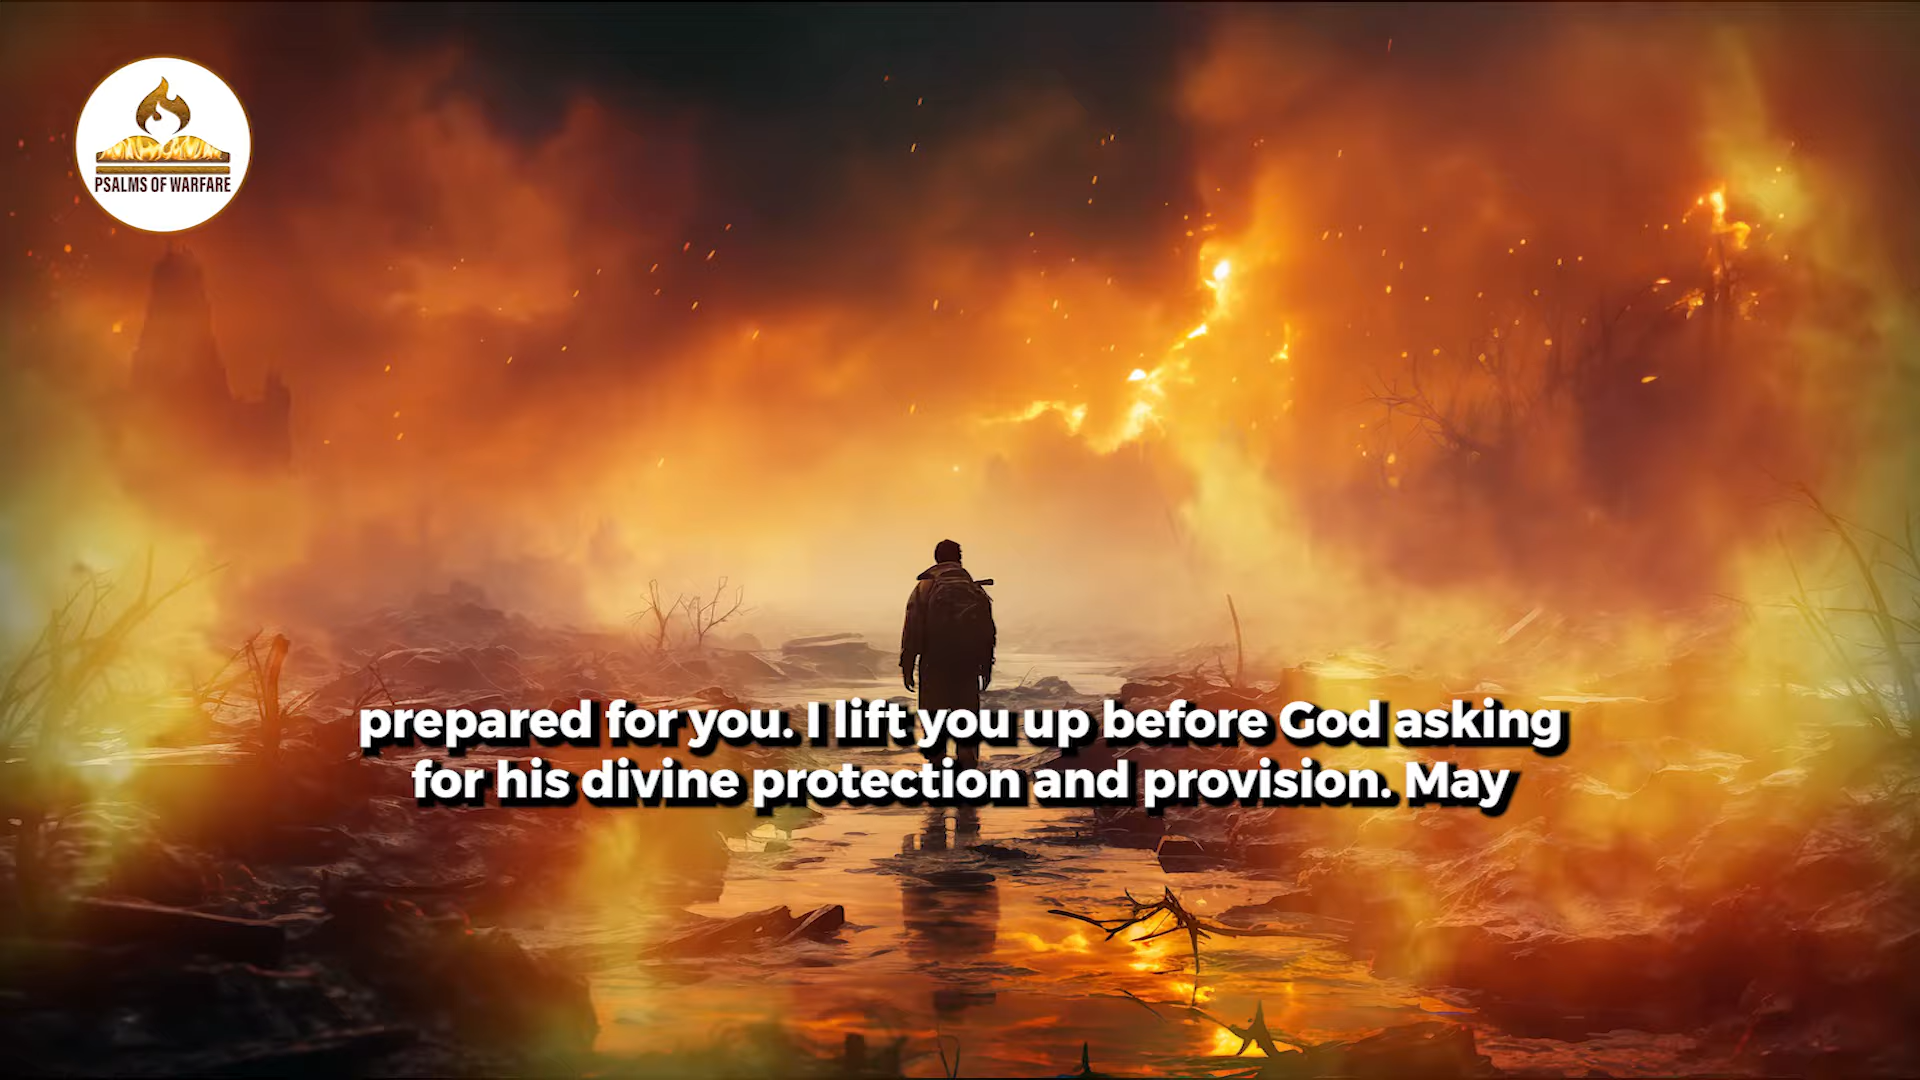 PSALMS OF WARFARE
prepared for you. I lift you up before God asking
for his divine protection and provision. May